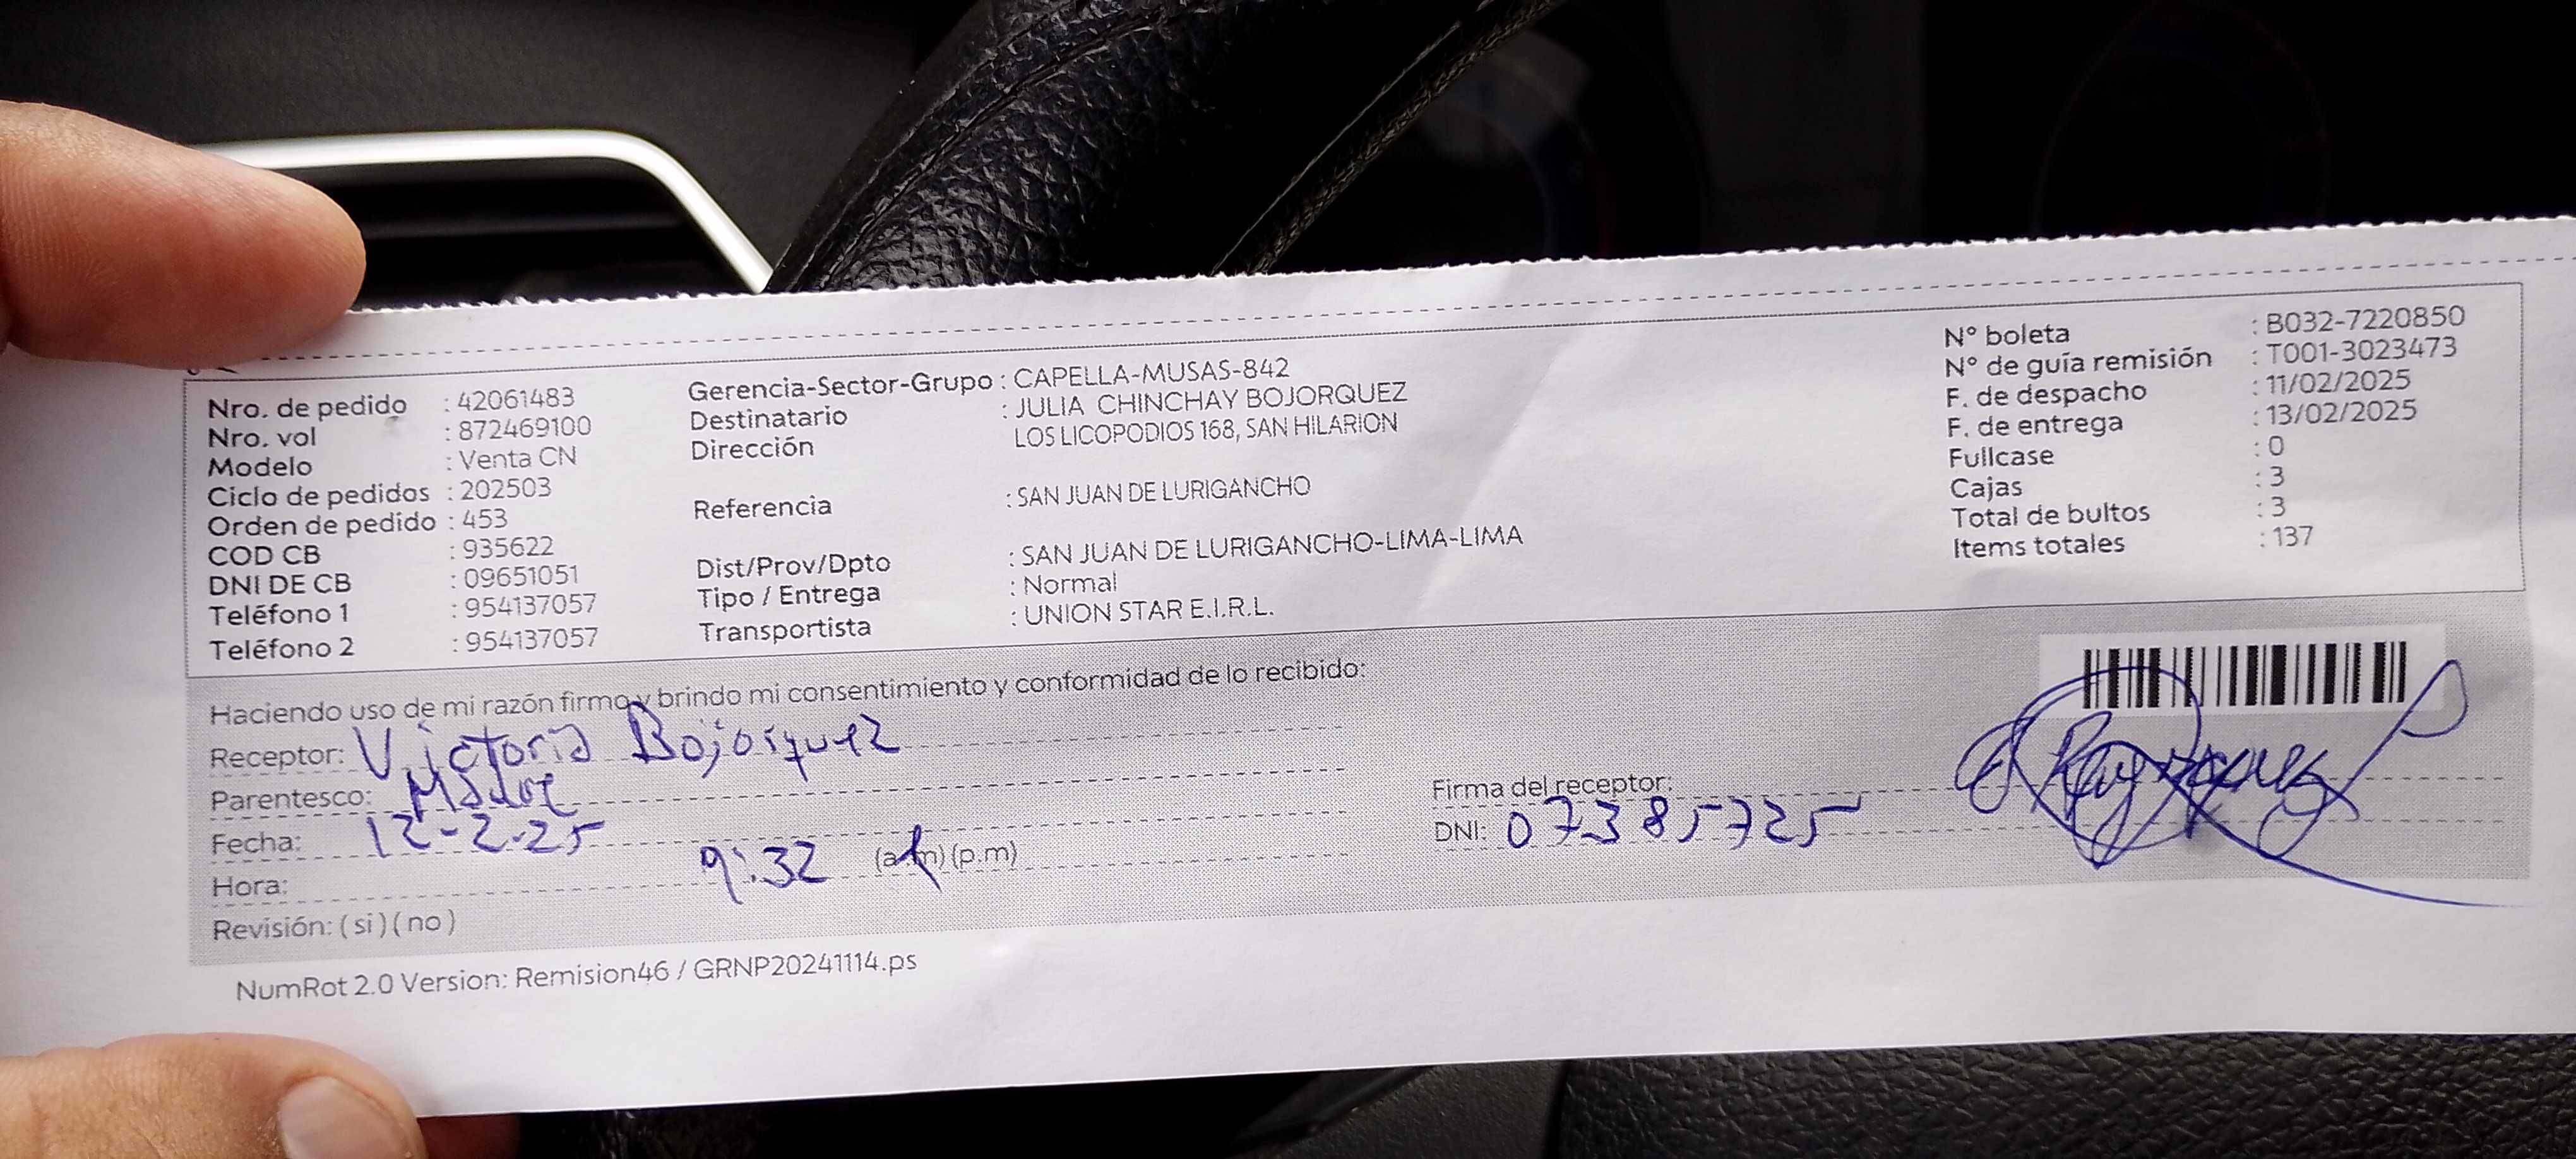 Nro. de pedido : 42061483
Nro. vol : 872469100
Modelo : Venta CN
Ciclo de pedidos : 202503
Orden de pedido : 453
COD CB : 935622
DNI DE CB : 09651051
Teléfono 1 : 954137057
Teléfono 2 : 954137057
Gerencia-Sector-Grupo : CAPELLA-MUSAS-842
Destinatario : JULIA CHINCHAY BOJORQUEZ
Dirección LOS LICOPODIOS 168, SAN HILARION
Referencia : SAN JUAN DE LURIGANCHO
Dist/Prov/Dpto : SAN JUAN DE LURIGANCHO-LIMA-LIMA
Tipo / Entrega : Normal
Transportista : UNION STAR E.I.R.L.
N° boleta : B032-7220850
N° de guía remisión : T001-3023473
F. de despacho : 11/02/2025
F. de entrega : 13/02/2025
Fullcase : 0
Cajas : 3
Total de bultos : 3
Items totales : 137
Haciendo uso de mi razón firmo y brindo mi consentimiento y conformidad de lo recibido:
Receptor: Victoria Bojorquez
Parentesco: Madre
Fecha: 12-2-25
Hora: 9:32 (a.m) (p.m)
Revisión: ( si ) ( no )
Firma del receptor:
DNI: 07385725
NumRot 2.0 Version: Remision46 / GRNP20241114.ps